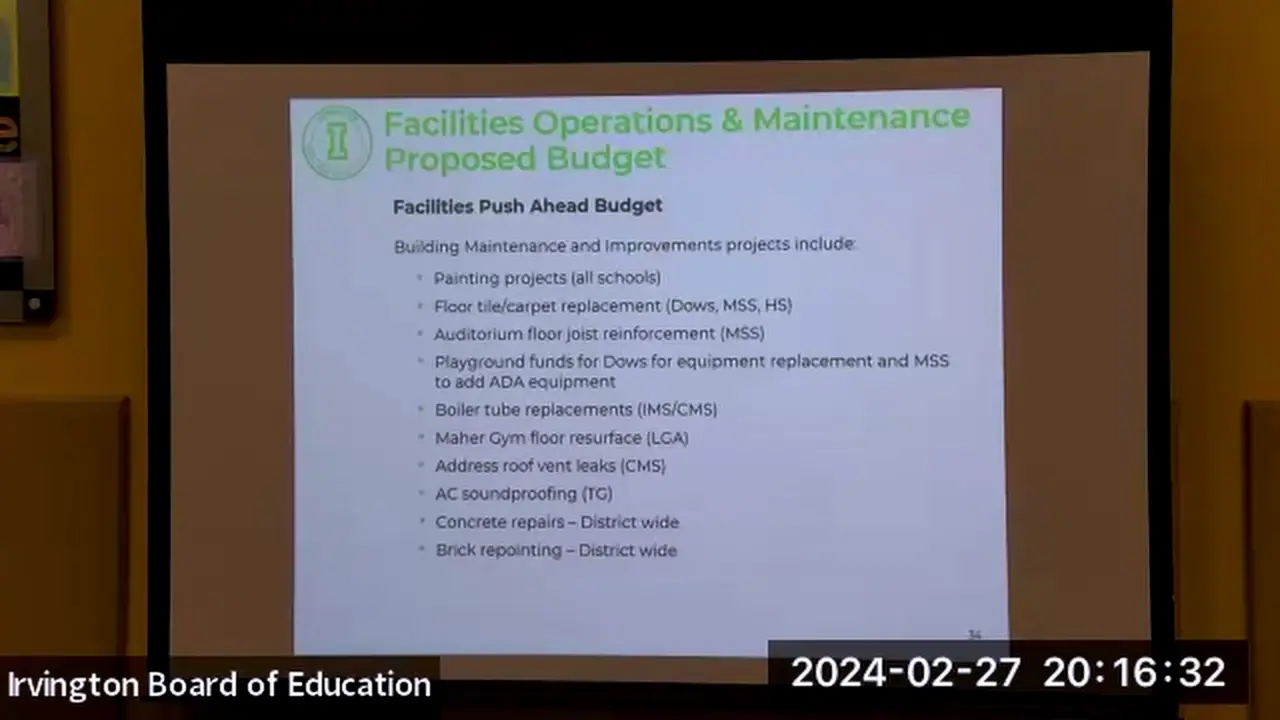 Facilities Operations & Maintenance
Proposed Budget
Facilities Push Ahead Budget
Building Maintenance and Improvements projects include:
• Painting projects (all schools)
• Floor tile/carpet replacement (Dows, MSS, HS)
• Auditorium floor joist reinforcement (MSS)
• Playground funds for Dows for equipment replacement and MSS
to add ADA equipment
• Boiler tube replacements (IMS/CMS)
• Maher Gym floor resurface (LGA)
• Address roof vent leaks (CMS)
• AC soundproofing (TG)
• Concrete repairs – District wide
• Brick repointing – District wide
34
Irvington Board of Education
2024-02-27 20:16:32